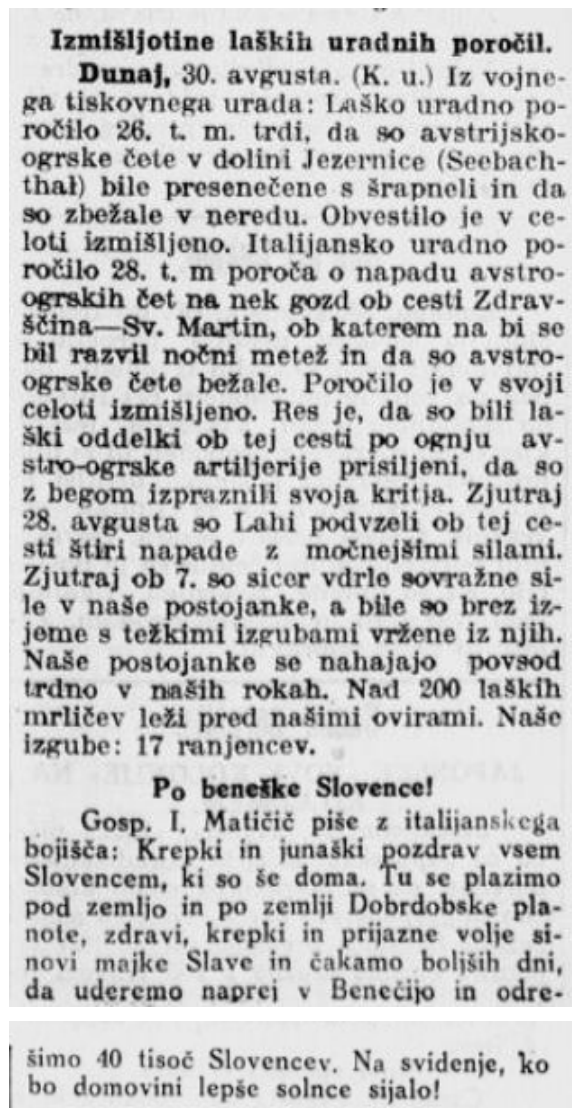 Izmišljotine laških uradnih poročil.
Dunaj, 30. avgusta. (K. u.) Iz vojne-
ga tiskovnega urada: Laško uradno po-
ročilo 26. t. m. trdi, da so avstrijsko-
ogrske čete v dolini Jezernice (Seebach-
thal) bile presenečene s šrapneli in da
so zbežale v neredu. Obvestilo je v ce-
loti izmišljeno. Italijansko uradno po-
ročilo 28. t. m poroča o napadu avstro-
ogrskih čet na nek gozd ob cesti Zdrav-
ščina—Sv. Martin, ob katerem na bi se
bil razvil nočni metež in da so avstro-
ogrske čete bežale. Poročilo je v svoji
celoti izmišljeno. Res je, da so bili la-
ški oddelki ob tej cesti po ognju av-
stro-ogrske artiljerije prisiljeni, da so
z begom izpraznili svoja kritja. Zjutraj
28. avgusta so Lahi podvzeli ob tej ce-
sti štiri napade z močnejšimi silami.
Zjutraj ob 7. so sicer vdrle sovražne si-
le v naše postojanke, a bile so brez iz-
jeme s težkimi izgubami vržene iz njih.
Naše postojanke se nahajajo povsod
trdno v naših rokah. Nad 200 laških
mrličev leži pred našimi ovirami. Naše
izgube: 17 ranjencev.
Po beneške Slovence!
Gosp. I. Matičič piše z italijanskega
bojišča: Krepki in junaški pozdrav vsem
Slovencem, ki so še doma. Tu se plazimo
pod zemljo in po zemlji Dobrdobske pla-
note, zdravi, krepki in prijazne volje si-
novi majke Slave in čakamo boljših dni,
da uderemo naprej v Benečijo in odre-
šimo 40 tisoč Slovencev. Na svidenje, ko
bo domovini lepše solnce sijalo!